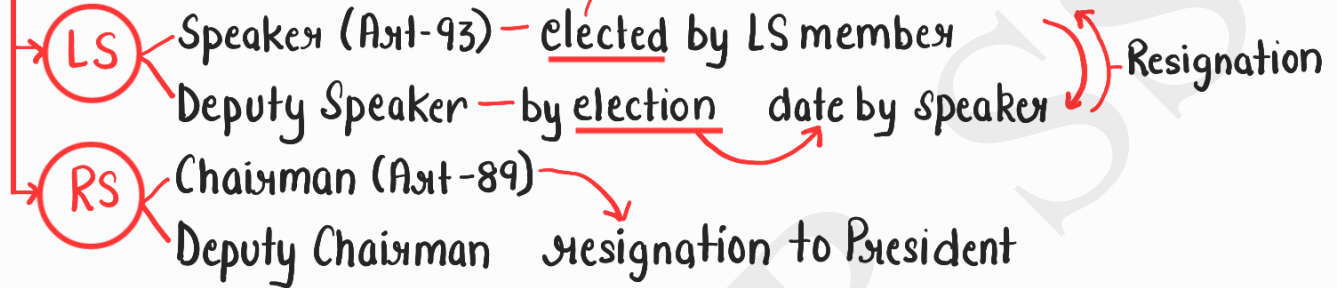 LS
Speaker (Art-93) — elected by LS member
Resignation
Deputy Speaker — by election date by speaker
RS
Chairman (Art-89)
Deputy Chairman resignation to President